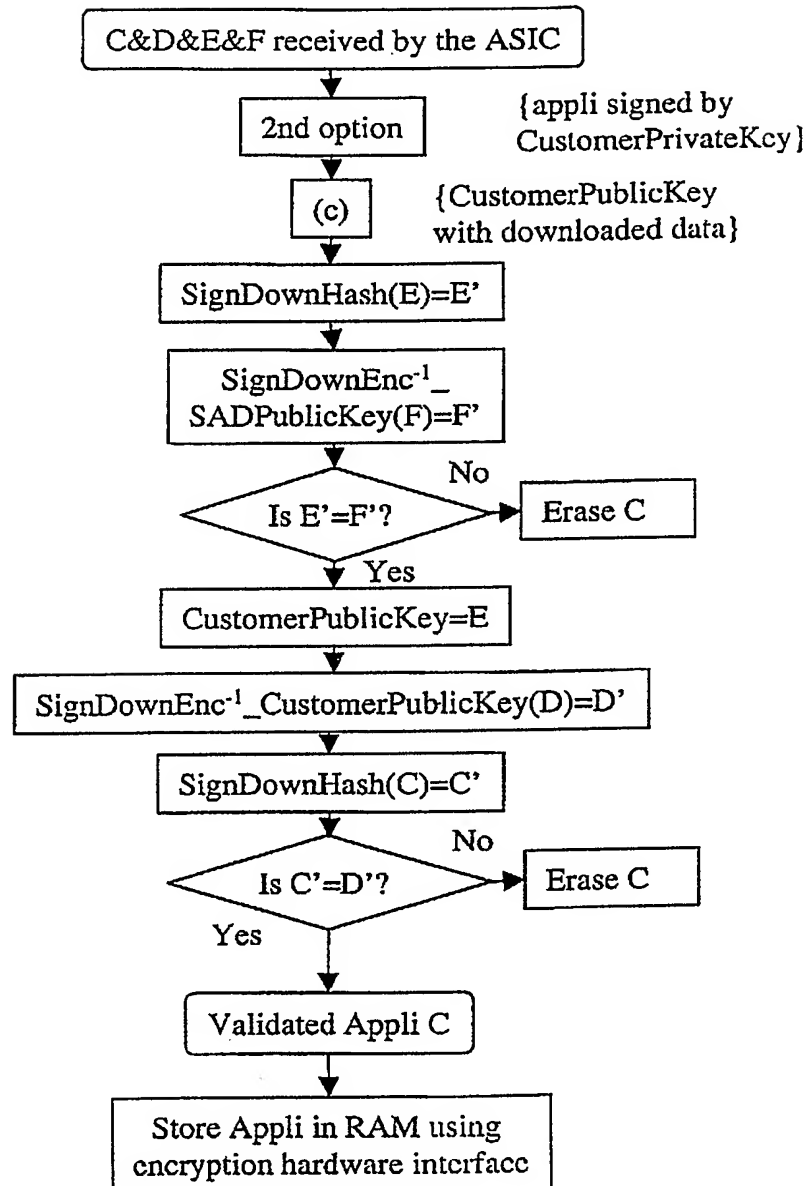 C&D&E&F received by the ASIC
2nd option
{appli signed by
CustomerPrivateKey}
(c)
{CustomerPublicKey
with downloaded data}
SignDownHash(E)=E’
SignDownEnc⁻¹_
SADPublicKey(F)=F’
No
Is E’=F’?
Erase C
Yes
CustomerPublicKey=E
SignDownEnc⁻¹_CustomerPublicKey(D)=D’
SignDownHash(C)=C’
No
Is C’=D’?
Erase C
Yes
Validated Appli C
Store Appli in RAM using
encryption hardware interface